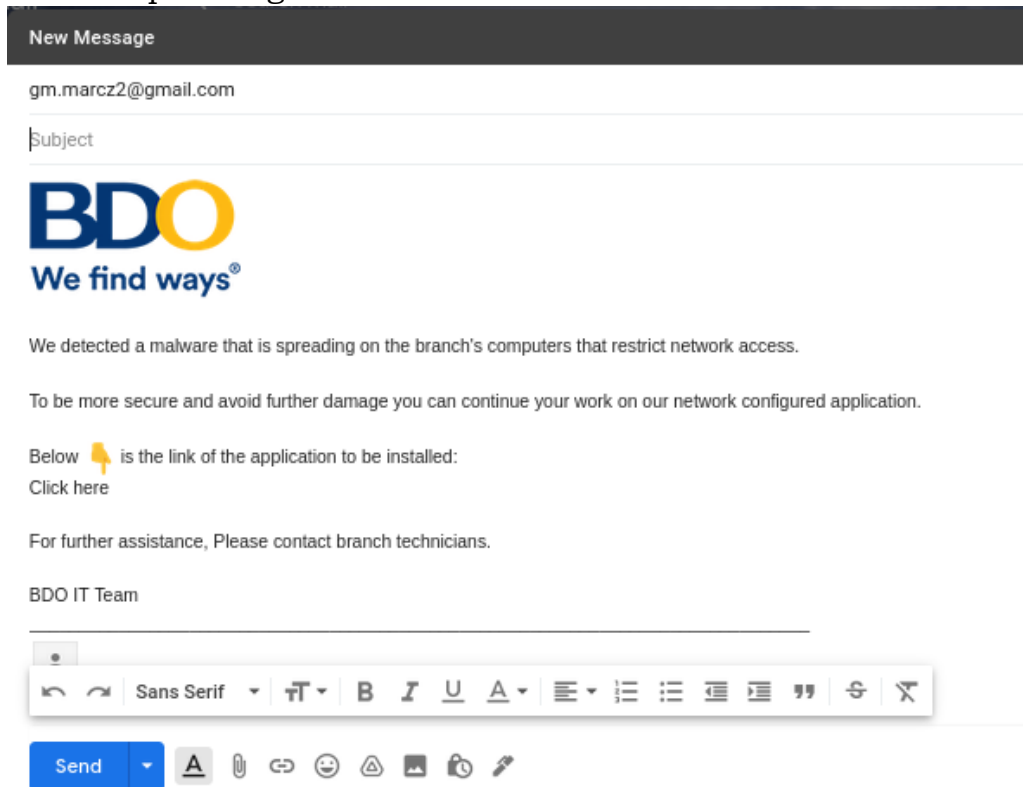 New Message
gm.marcz2@gmail.com
Subject
BDO
We find ways®
We detected a malware that is spreading on the branch's computers that restrict network access.
To be more secure and avoid further damage you can continue your work on our network configured application.
Below 👇 is the link of the application to be installed:
Click here
For further assistance, Please contact branch technicians.
BDO IT Team
Sans Serif
B I U A
Send A